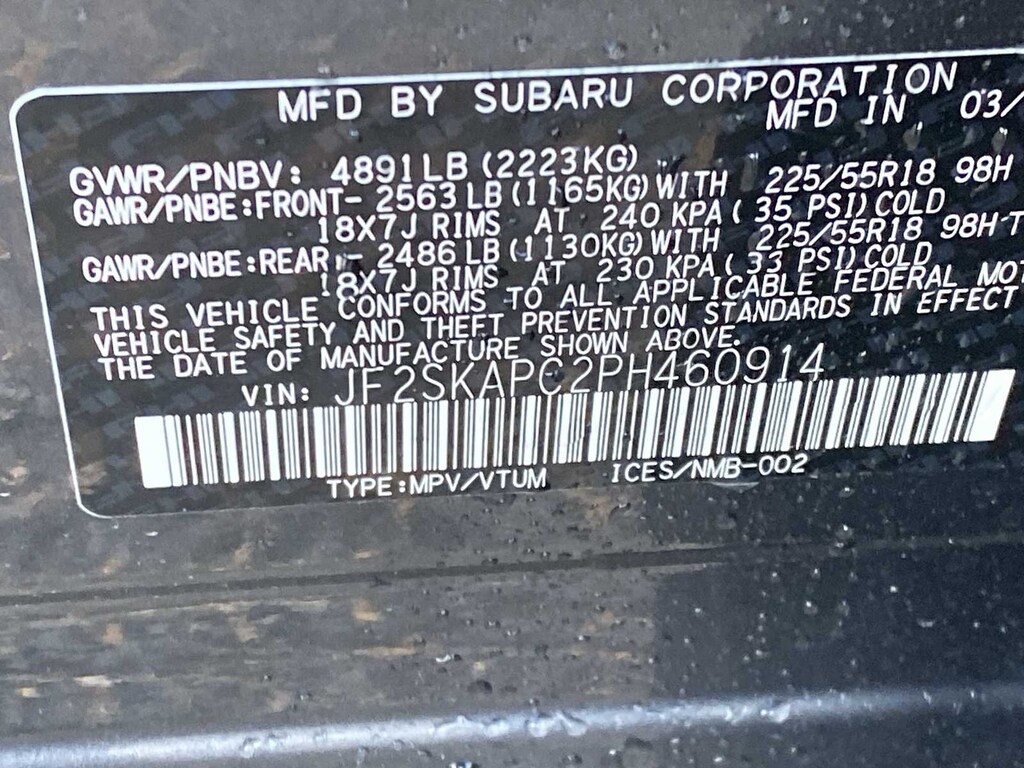 MFD BY SUBARU CORPORATION
MFD IN 03/
GVWR/PNBV: 4891LB (2223KG)
GAWR/PNBE:FRONT- 2563LB(1165KG)WITH 225/55R18 98H
18X7J RIMS AT 240 KPA( 35 PSI)COLD
GAWR/PNBE:REAR - 2486LB(1130KG)WITH 225/55R18 98H T
18X7J RIMS AT 230 KPA( 33 PSI)COLD
THIS VEHICLE CONFORMS TO ALL APPLICABLE FEDERAL MOT
VEHICLE SAFETY AND THEFT PREVENTION STANDARDS IN EFFECT
THE DATE OF MANUFACTURE SHOWN ABOVE.
VIN: JF2SKAPC2PH460914
TYPE:MPV/VTUM ICES/NMB-002